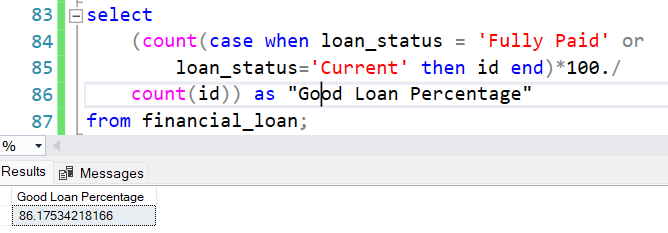 83 select
84 (count(case when loan_status = 'Fully Paid' or
85 loan_status='Current' then id end)*100./
86 count(id)) as "Good Loan Percentage"
87 from financial_loan;
%
Results Messages
Good Loan Percentage
86.17534218166